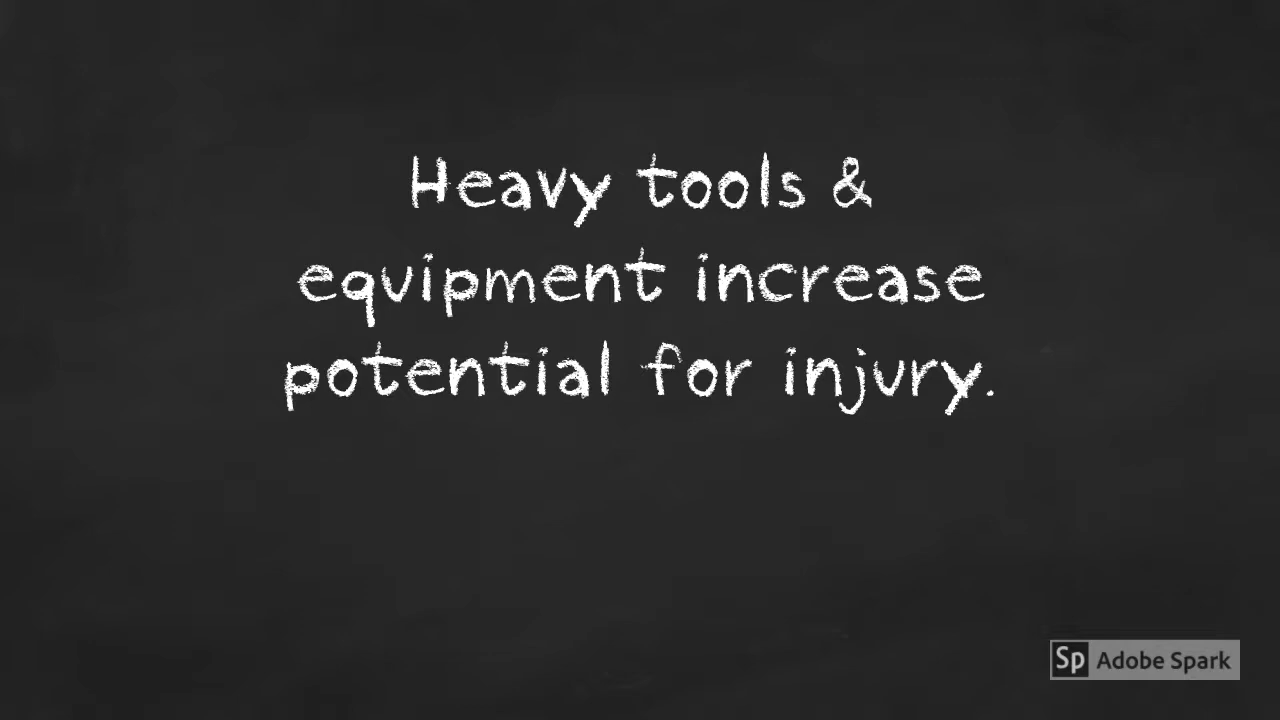 Heavy tools &
equipment increase
potential for injury.
Sp Adobe Spark